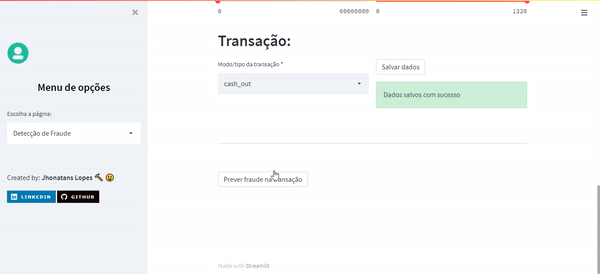 ×
0 60000000 0 1320
Transação:
Modo/tipo da transação *
Salvar dados
cash_out
Dados salvos com sucesso
Menu de opções
Escolha a página:
Detecção de Fraude
Created by: Jhonatans Lopes
LINKEDIN GITHUB
Prever fraude na transação
Made with Streamlit